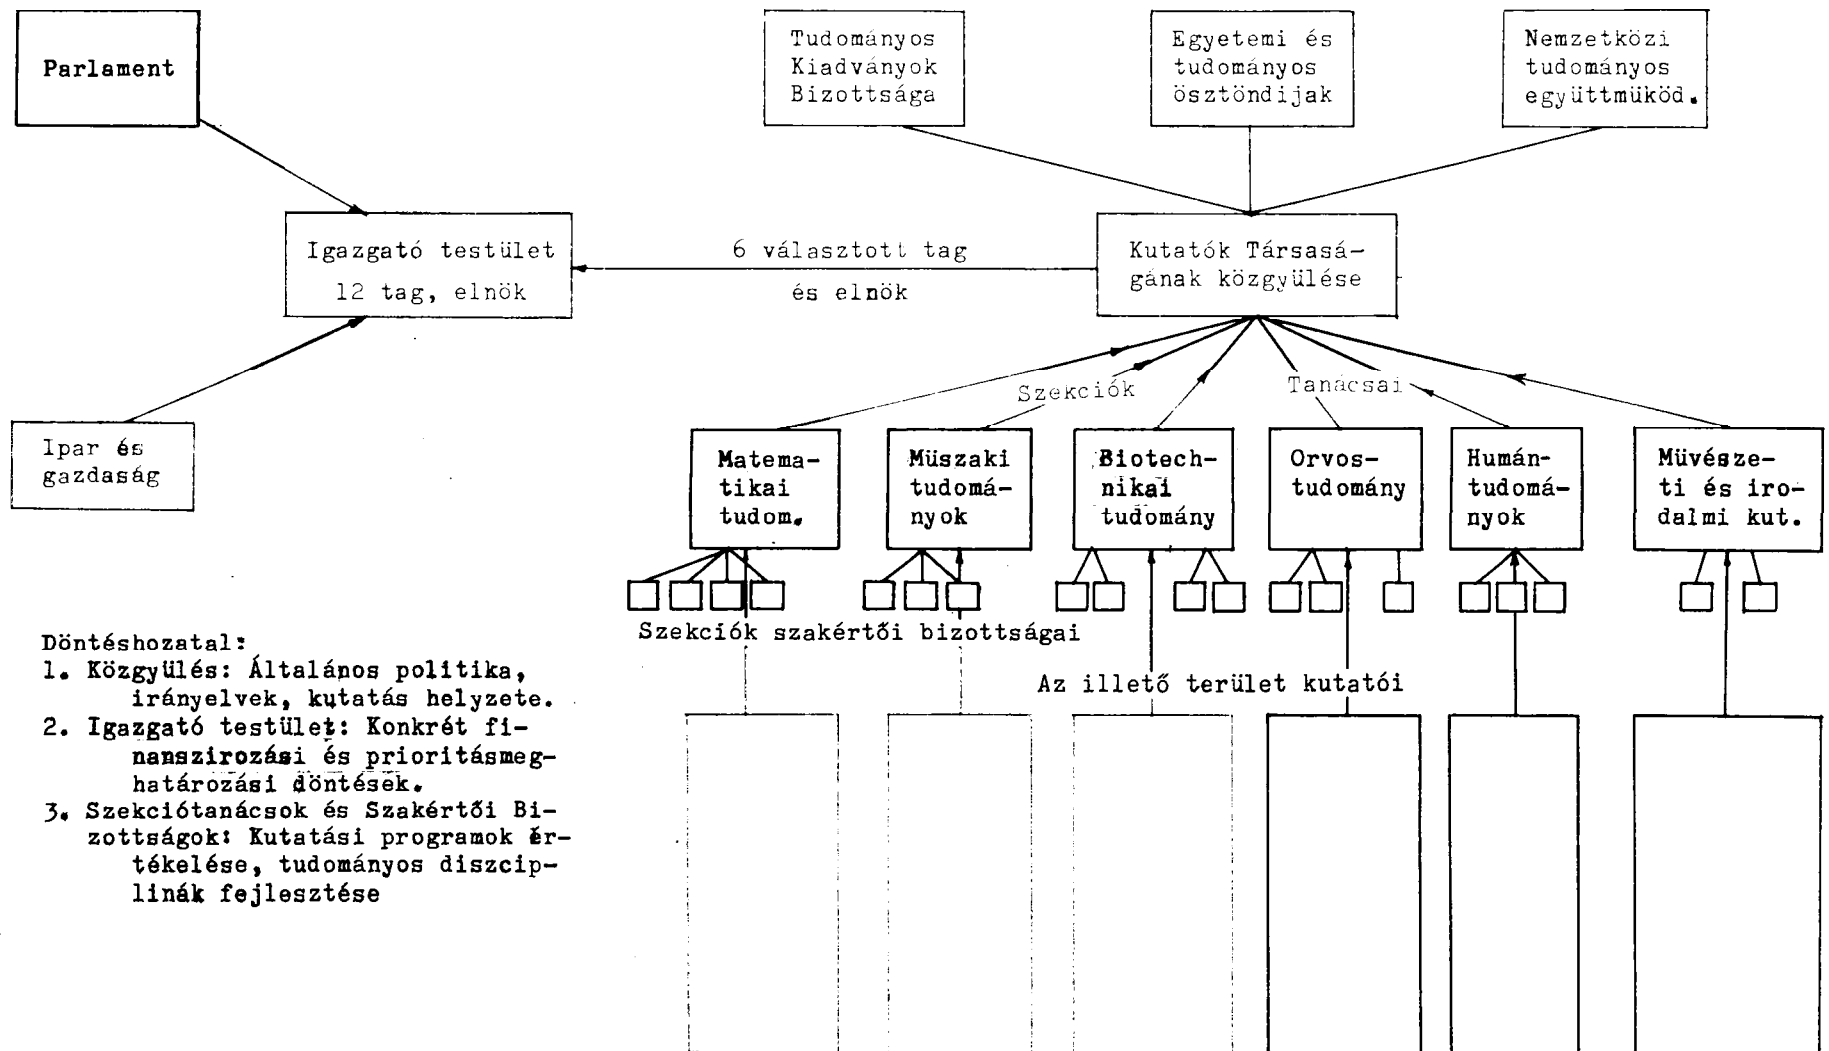 Parlament
Tudományos
Kiadványok
Bizottsága
Egyetemi és
tudományos
ösztöndijak
Nemzetközi
tudományos
együttmüköd.
Igazgató testület
12 tag, elnök
6 választott tag
és elnök
Kutatók Társasá-
gának közgyülése
Ipar és
gazdaság
Szekciók
Tanácsai
Matema-
tikai
tudom.
Müszaki
tudomá-
nyok
Biotech-
nikai
tudomány
Orvos-
tudomány
Humán-
tudomá-
nyok
Müvésze-
ti és iro-
dalmi kut.
Szekciók szakértői bizottságai
Az illető terület kutatói
Döntéshozatal:
1. Közgyülés: Általános politika,
irányelvek, kutatás helyzete.
2. Igazgató testület: Konkrét fi-
nanszirozási és prioritásmeg-
határozási döntések.
3. Szekciótanácsok és Szakértői Bi-
zottságok: Kutatási programok ér-
tékelése, tudományos diszcip-
linák fejlesztése